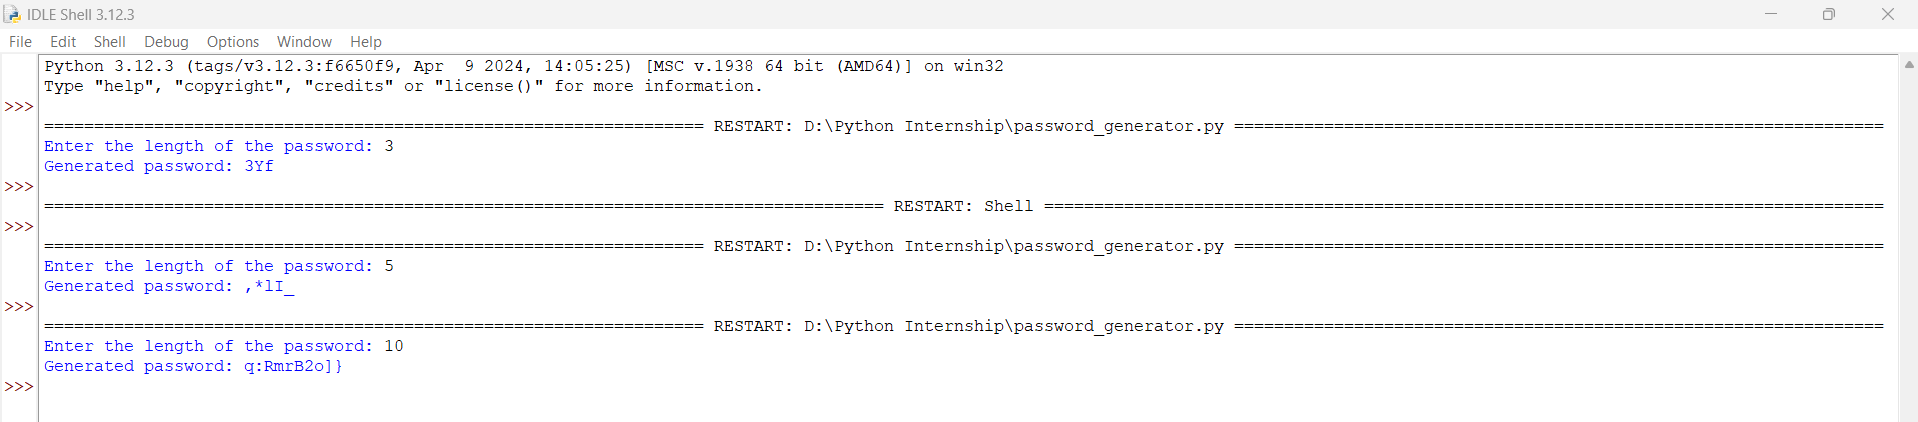 IDLE Shell 3.12.3
File Edit Shell Debug Options Window Help
Python 3.12.3 (tags/v3.12.3:f6650f9, Apr  9 2024, 14:05:25) [MSC v.1938 64 bit (AMD64)] on win32
Type "help", "copyright", "credits" or "license()" for more information.
>>>
================================================================== RESTART: D:\Python Internship\password_generator.py =================================================================
Enter the length of the password: 3
Generated password: 3Yf
>>>
==================================================================================== RESTART: Shell ====================================================================================
>>>
================================================================== RESTART: D:\Python Internship\password_generator.py =================================================================
Enter the length of the password: 5
Generated password: ,*lI_
>>>
================================================================== RESTART: D:\Python Internship\password_generator.py =================================================================
Enter the length of the password: 10
Generated password: q:RmrB2o]}
>>>